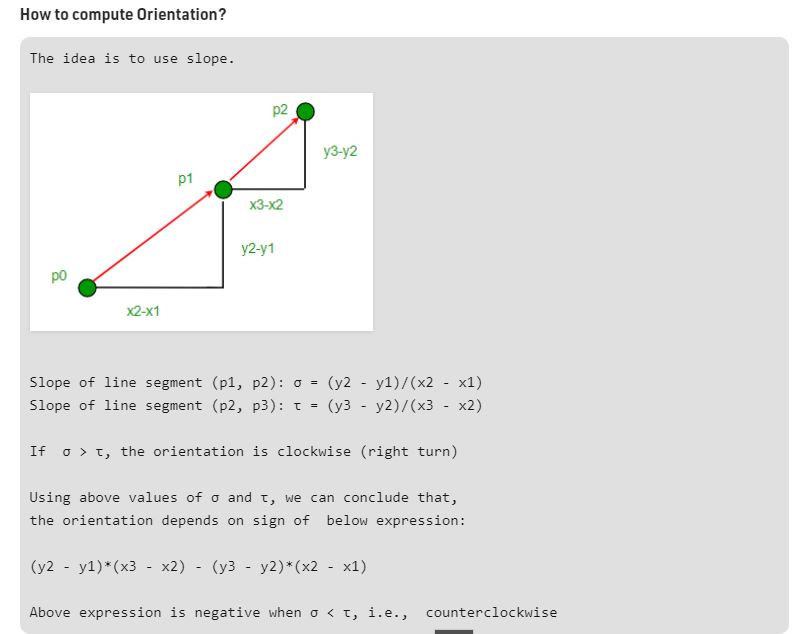 How to compute Orientation?
The idea is to use slope.
p2
y3-y2
p1
x3-x2
y2-y1
p0
x2-x1
Slope of line segment (p1, p2): σ = (y2 - y1)/(x2 - x1)
Slope of line segment (p2, p3): τ = (y3 - y2)/(x3 - x2)
If  σ > τ, the orientation is clockwise (right turn)
Using above values of σ and τ, we can conclude that,
the orientation depends on sign of  below expression:
(y2 - y1)*(x3 - x2) - (y3 - y2)*(x2 - x1)
Above expression is negative when σ < τ, i.e.,  counterclockwise